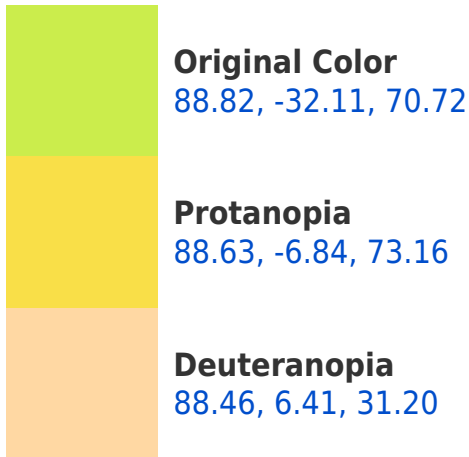 Original Color
88.82, -32.11, 70.72
Protanopia
88.63, -6.84, 73.16
Deuteranopia
88.46, 6.41, 31.20